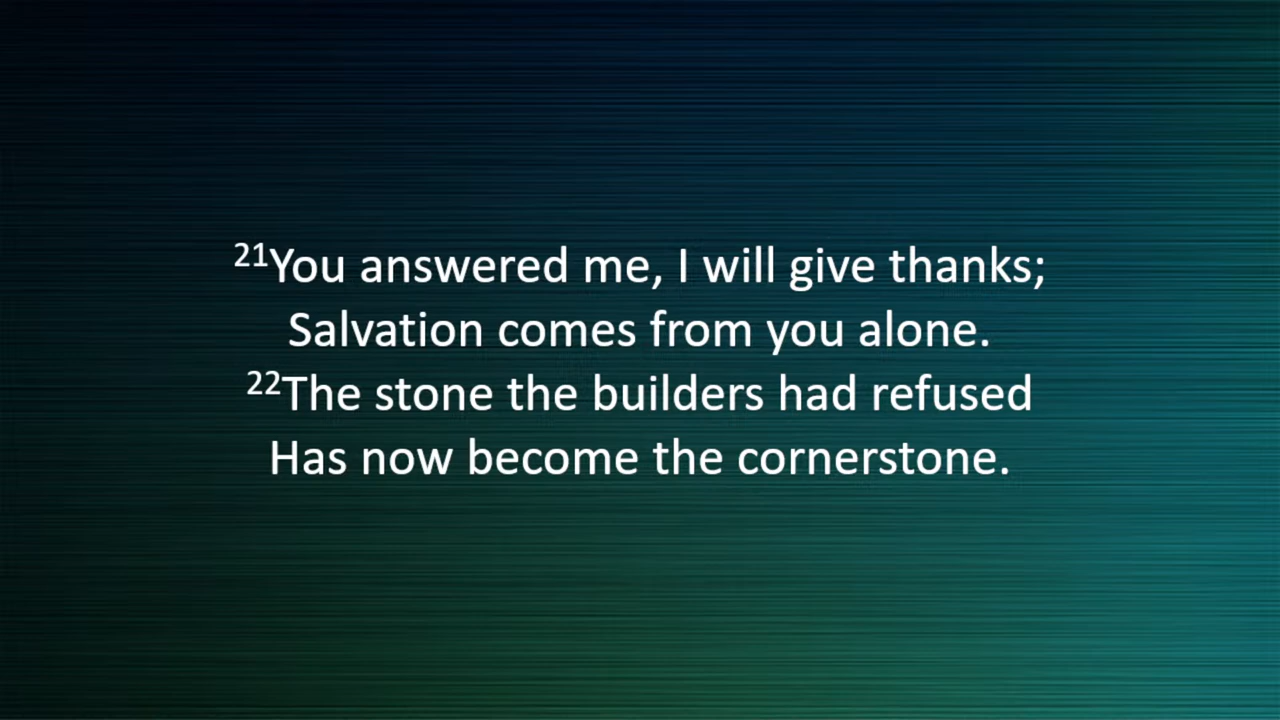 21You answered me, I will give thanks;
Salvation comes from you alone.
22The stone the builders had refused
Has now become the cornerstone.